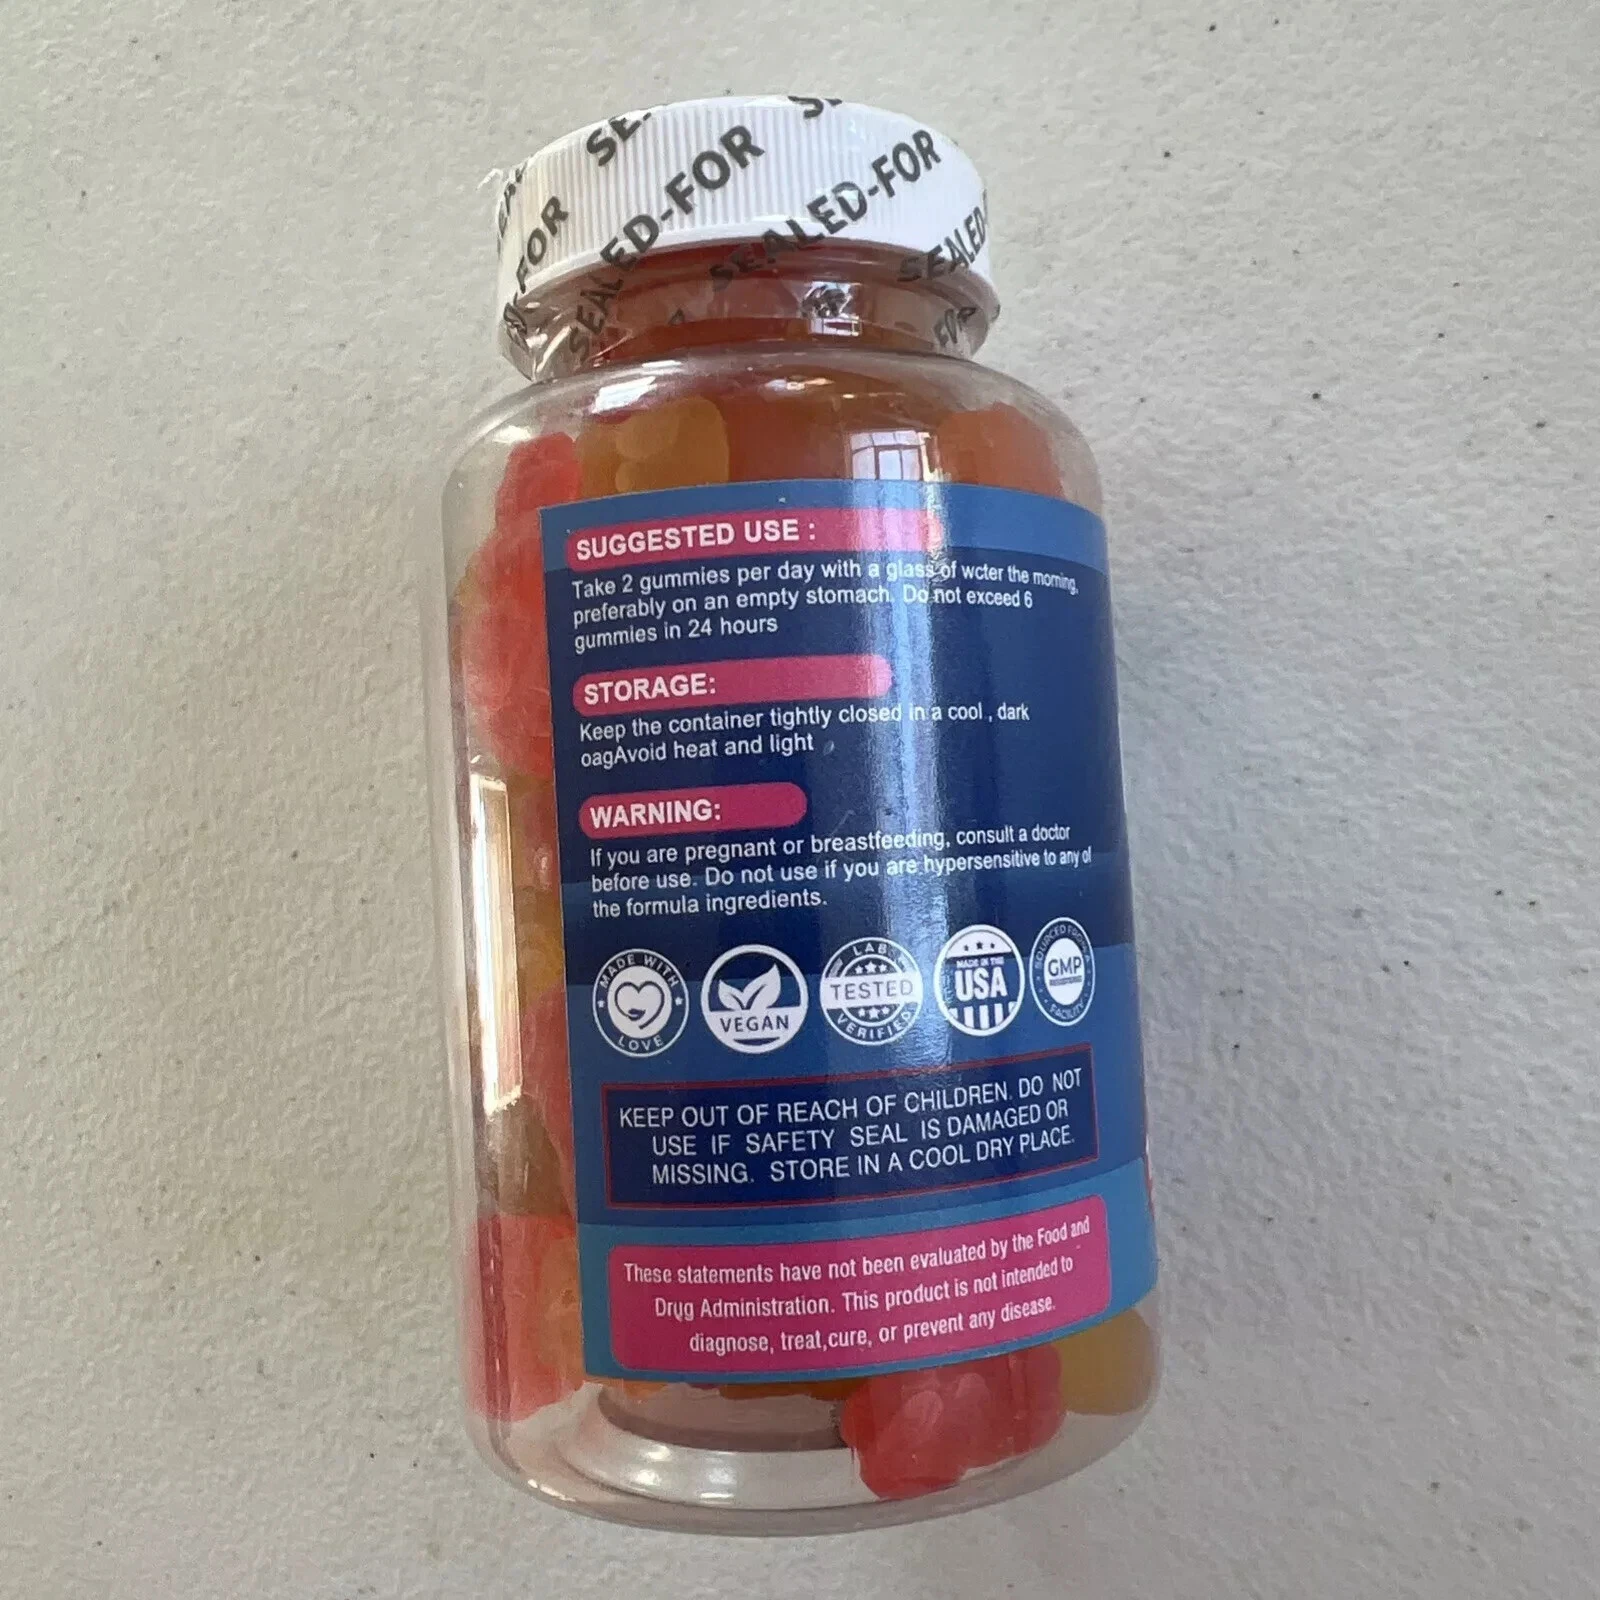 SEALED-FOR
SEALED-FOR
SEALED-
FOR
SUGGESTED USE :
Take 2 gummies per day with a glass of wcter the morning,
preferably on an empty stomach. Do not exceed 6
gummies in 24 hours
STORAGE:
Keep the container tightly closed in a cool , dark
oagAvoid heat and light
WARNING:
If you are pregnant or breastfeeding, consult a doctor
before use. Do not use if you are hypersensitive to any of
the formula ingredients.
MADE WITH
LOVE
VEGAN
LAB
TESTED
VERIFIED
MADE IN THE
USA
GMP
FACILITY
KEEP OUT OF REACH OF CHILDREN. DO NOT
USE IF SAFETY SEAL IS DAMAGED OR
MISSING. STORE IN A COOL DRY PLACE.
These statements have not been evaluated by the Food and
Drug Administration. This product is not intended to
diagnose, treat,cure, or prevent any disease.